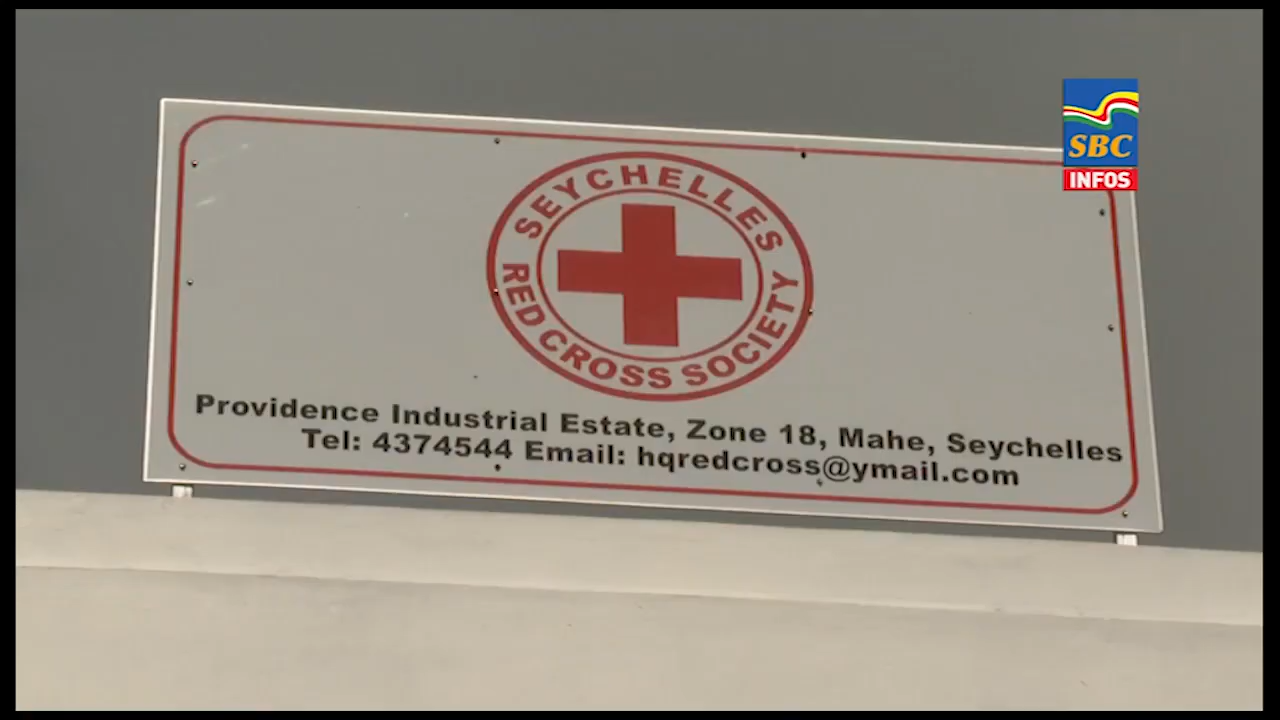 SBC
INFOS
SEYCHELLES
RED CROSS SOCIETY
Providence Industrial Estate, Zone 18, Mahe, Seychelles
Tel: 4374544 Email: hqredcross@ymail.com